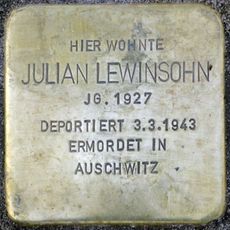 HIER WOHNTE
JULIAN LEWINSOHN
JG. 1927
DEPORTIERT 3.3.1943
ERMORDET IN
AUSCHWITZ